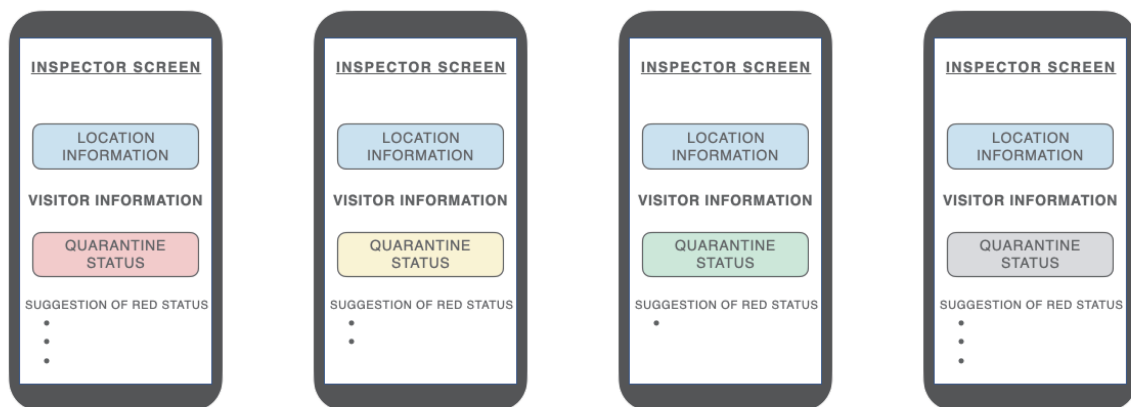 INSPECTOR SCREEN
LOCATION
INFORMATION
VISITOR INFORMATION
QUARANTINE
STATUS
SUGGESTION OF RED STATUS
•
•
•
INSPECTOR SCREEN
LOCATION
INFORMATION
VISITOR INFORMATION
QUARANTINE
STATUS
SUGGESTION OF RED STATUS
•
•
INSPECTOR SCREEN
LOCATION
INFORMATION
VISITOR INFORMATION
QUARANTINE
STATUS
SUGGESTION OF RED STATUS
•
INSPECTOR SCREEN
LOCATION
INFORMATION
VISITOR INFORMATION
QUARANTINE
STATUS
SUGGESTION OF RED STATUS
•
•
•